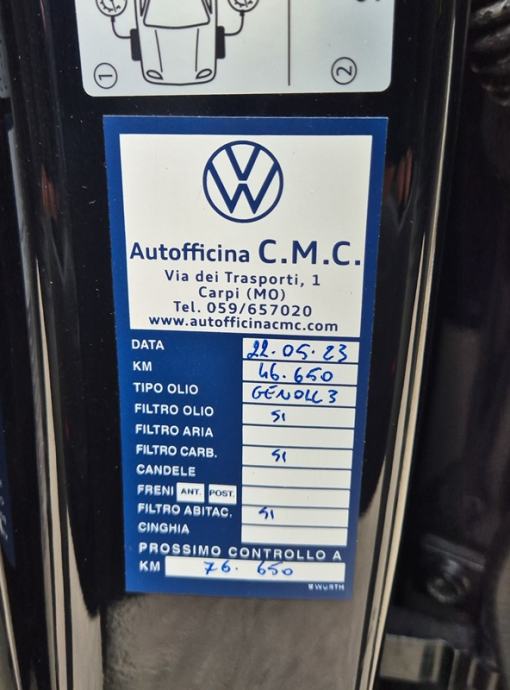 1
2
Autofficina C.M.C.
Via dei Trasporti, 1
Carpi (MO)
Tel. 059/657020
www.autofficinacmc.com
DATA 22.05.23
KM 46.650
TIPO OLIO
FILTRO OLIO SI
FILTRO ARIA
FILTRO CARB. SI
CANDELE
FRENI ANT. POST.
FILTRO ABITAC. SI
CINGHIA
PROSSIMO CONTROLLO A
KM 76.650
WÜRTH